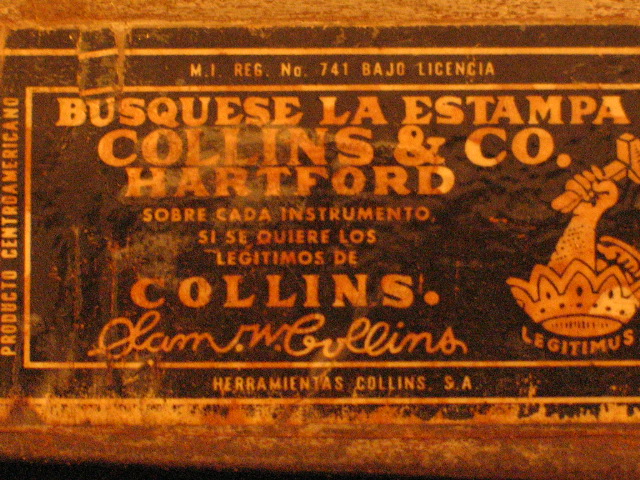 M.I. REG. No. 741 BAJO LICENCIA
PRODUCTO CENTROAMERICANO
BUSQUESE LA ESTAMPA
COLLINS & CO.
HARTFORD
SOBRE CADA INSTRUMENTO,
SI SE QUIERE LOS
LEGITIMOS DE
COLLINS.
Sam. W. Collins
LEGITIMUS
HERRAMIENTAS COLLINS, S.A.